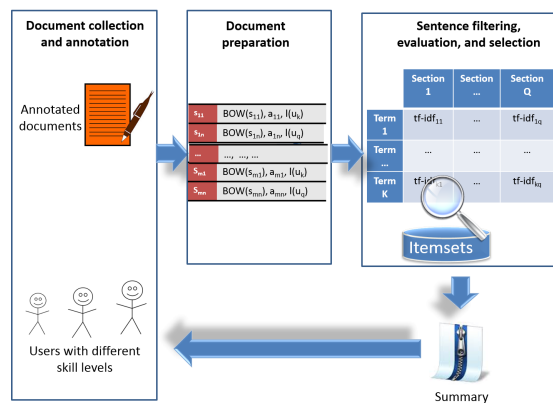 Document collection
and annotation
Annotated
documents
Users with different
skill levels
Document
preparation
s11 BOW(s11), a11, l(uk)
s1n BOW(s1n), a1n, l(uq)
... ..., ..., ...
Sm1 BOW(sm1), am1, l(uk)
Smn BOW(smn), amn, l(uq)
Sentence filtering,
evaluation, and selection
Section Section Section
1 ... Q
Term
1 tf-idf11 ... tf-idf1q
Term
... ... ... ...
Term
K tf-idfk1 ... tf-idfkq
Itemsets
Summary